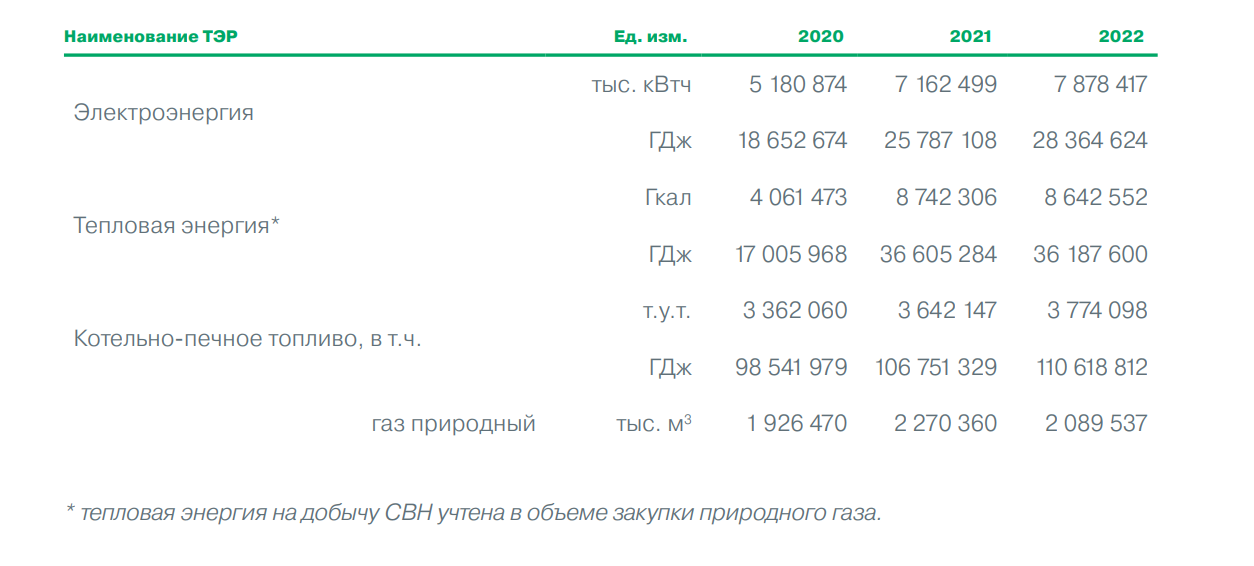 Наименование ТЭР Ед. изм. 2020 2021 2022
тыс. кВтч 5 180 874 7 162 499 7 878 417
Электроэнергия
ГДж 18 652 674 25 787 108 28 364 624
Гкал 4 061 473 8 742 306 8 642 552
Тепловая энергия*
ГДж 17 005 968 36 605 284 36 187 600
т.у.т. 3 362 060 3 642 147 3 774 098
Котельно-печное топливо, в т.ч.
ГДж 98 541 979 106 751 329 110 618 812
газ природный тыс. м³ 1 926 470 2 270 360 2 089 537
* тепловая энергия на добычу СВН учтена в объеме закупки природного газа.